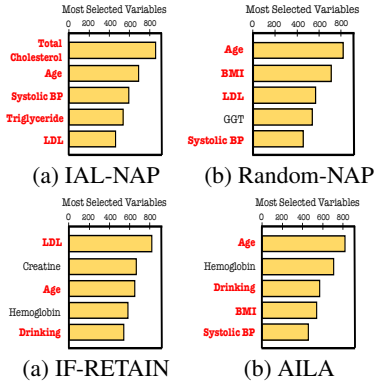 Most Selected Variables
0 200 400 600 800
Total
Cholesterol
Age
Systolic BP
Triglyceride
LDL
(a) IAL-NAP
Most Selected Variables
0 200 400 600 800
Age
BMI
LDL
GGT
Systolic BP
(b) Random-NAP
Most Selected Variables
0 200 400 600 800
LDL
Creatine
Age
Hemoglobin
Drinking
(a) IF-RETAIN
Most Selected Variables
0 200 400 600 800
Age
Hemoglobin
Drinking
BMI
Systolic BP
(b) AILA